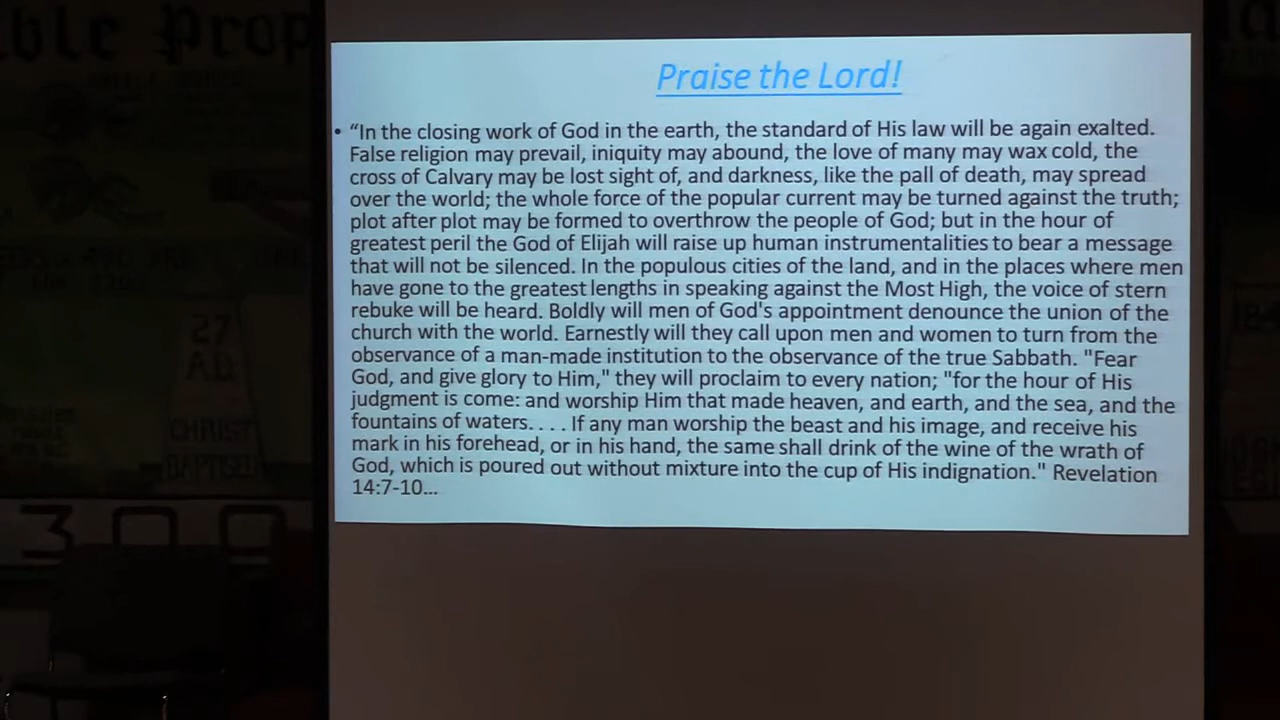 ble Prop
Praise the Lord!
• “In the closing work of God in the earth, the standard of His law will be again exalted.
False religion may prevail, iniquity may abound, the love of many may wax cold, the
cross of Calvary may be lost sight of, and darkness, like the pall of death, may spread
over the world; the whole force of the popular current may be turned against the truth;
plot after plot may be formed to overthrow the people of God; but in the hour of
greatest peril the God of Elijah will raise up human instrumentalities to bear a message
that will not be silenced. In the populous cities of the land, and in the places where men
have gone to the greatest lengths in speaking against the Most High, the voice of stern
rebuke will be heard. Boldly will men of God's appointment denounce the union of the
church with the world. Earnestly will they call upon men and women to turn from the
observance of a man-made institution to the observance of the true Sabbath. "Fear
God, and give glory to Him," they will proclaim to every nation; "for the hour of His
judgment is come: and worship Him that made heaven, and earth, and the sea, and the
fountains of waters. . . . If any man worship the beast and his image, and receive his
mark in his forehead, or in his hand, the same shall drink of the wine of the wrath of
God, which is poured out without mixture into the cup of His indignation." Revelation
14:7-10…
27
A.D.
CHRIST
BAPTISED
184